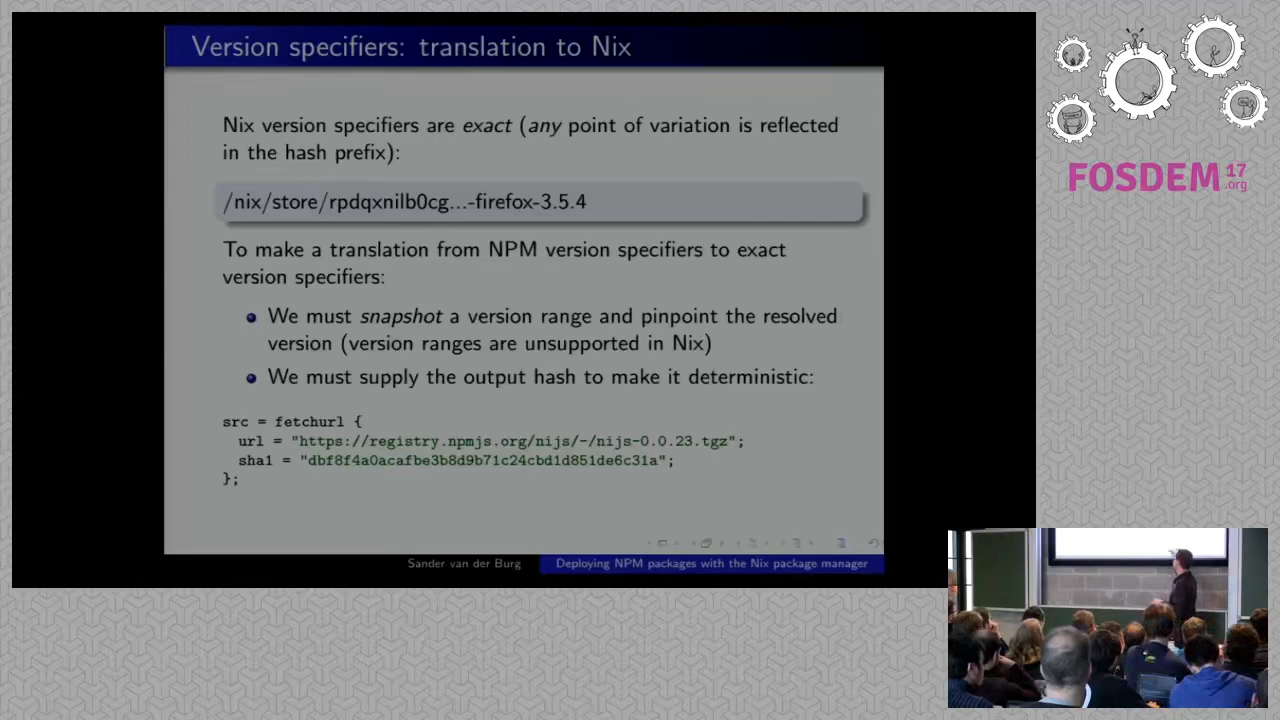 Version specifiers: translation to Nix
Nix version specifiers are exact (any point of variation is reflected
in the hash prefix):
/nix/store/rpdqxnilb0cg...-firefox-3.5.4
To make a translation from NPM version specifiers to exact
version specifiers:
We must snapshot a version range and pinpoint the resolved
version (version ranges are unsupported in Nix)
We must supply the output hash to make it deterministic:
src = fetchurl {
url = "https://registry.npmjs.org/nijs/-/nijs-0.0.23.tgz";
sha1 = "dbf8f4a0acafbe3b8d9b71c24cbd1d851de6c31a";
};
Sander van der Burg
Deploying NPM packages with the Nix package manager
FOSDEM 17
.org